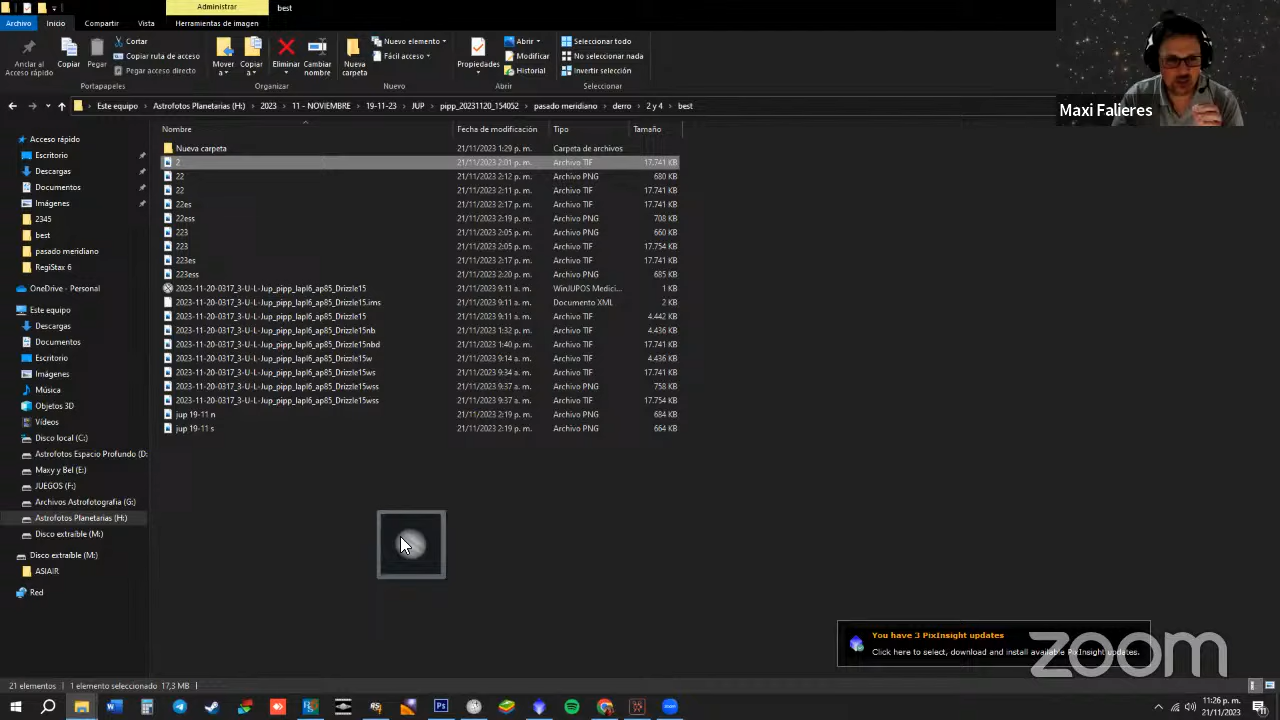 Administrar
best
Archivo
Inicio
Compartir
Vista
Herramientas de imagen
Anclar al
Acceso rápido
Copiar
Pegar
Cortar
Copiar ruta de acceso
Pegar acceso directo
Mover
a
Copiar
a
Eliminar
Cambiar
nombre
Nueva
carpeta
Nuevo elemento
Fácil acceso
Propiedades
Abrir
Modificar
Historial
Seleccionar todo
No seleccionar nada
Invertir selección
Portapapeles
Organizar
Nuevo
Abrir
Seleccionar
Maxi Falieres
Este equipo > Astrofotos Planetarias (H:) > 2023 > 11 - NOVIEMBRE > 19-11-23 > JUP > pipp_20231120_154052 > pasado meridiano > derro > 2 y 4 > best
Nombre Fecha de modificación Tipo Tamaño
Nueva carpeta 21/11/2023 1:29 p. m. Carpeta de archivos
2 21/11/2023 2:01 p. m. Archivo TIF 17.741 KB
22 21/11/2023 2:12 p. m. Archivo PNG 680 KB
22 21/11/2023 2:11 p. m. Archivo TIF 17.741 KB
22es 21/11/2023 2:17 p. m. Archivo TIF 17.741 KB
22ess 21/11/2023 2:19 p. m. Archivo PNG 708 KB
223 21/11/2023 2:05 p. m. Archivo PNG 660 KB
223 21/11/2023 2:05 p. m. Archivo TIF 17.754 KB
223es 21/11/2023 2:17 p. m. Archivo TIF 17.741 KB
223ess 21/11/2023 2:20 p. m. Archivo PNG 685 KB
2023-11-20-0317_3-U-L-Jup_pipp_lapl6_ap85_Drizzle15 21/11/2023 9:11 a. m. WinJUPOS Medici... 1 KB
2023-11-20-0317_3-U-L-Jup_pipp_lapl6_ap85_Drizzle15.ims 21/11/2023 9:11 a. m. Documento XML 2 KB
2023-11-20-0317_3-U-L-Jup_pipp_lapl6_ap85_Drizzle15 21/11/2023 9:11 a. m. Archivo TIF 4.442 KB
2023-11-20-0317_3-U-L-Jup_pipp_lapl6_ap85_Drizzle15nb 21/11/2023 1:32 p. m. Archivo TIF 4.436 KB
2023-11-20-0317_3-U-L-Jup_pipp_lapl6_ap85_Drizzle15nbd 21/11/2023 1:40 p. m. Archivo TIF 17.741 KB
2023-11-20-0317_3-U-L-Jup_pipp_lapl6_ap85_Drizzle15w 21/11/2023 9:14 a. m. Archivo TIF 4.436 KB
2023-11-20-0317_3-U-L-Jup_pipp_lapl6_ap85_Drizzle15ws 21/11/2023 9:34 a. m. Archivo TIF 17.741 KB
2023-11-20-0317_3-U-L-Jup_pipp_lapl6_ap85_Drizzle15wss 21/11/2023 9:37 a. m. Archivo PNG 758 KB
2023-11-20-0317_3-U-L-Jup_pipp_lapl6_ap85_Drizzle15wss 21/11/2023 9:37 a. m. Archivo TIF 17.754 KB
jup 19-11 n 21/11/2023 2:19 p. m. Archivo PNG 684 KB
jup 19-11 s 21/11/2023 2:19 p. m. Archivo PNG 664 KB
Acceso rápido
Escritorio
Descargas
Documentos
Imágenes
2345
best
pasado meridiano
RegiStax 6
OneDrive - Personal
Este equipo
Descargas
Documentos
Escritorio
Imágenes
Música
Objetos 3D
Vídeos
Disco local (C:)
Astrofotos Espacio Profundo (D:
Maxy y Bel (E:)
JUEGOS (F:)
Archivos Astrofotografia (G:)
Astrofotos Planetarias (H:)
Disco extraíble (M:)
Disco extraíble (M:)
ASIAIR
Red
You have 3 PixInsight updates
Click here to select, download and install available PixInsight updates.
zoom
21 elementos
1 elemento seleccionado 17,3 MB
11:26 p. m.
21/11/2023